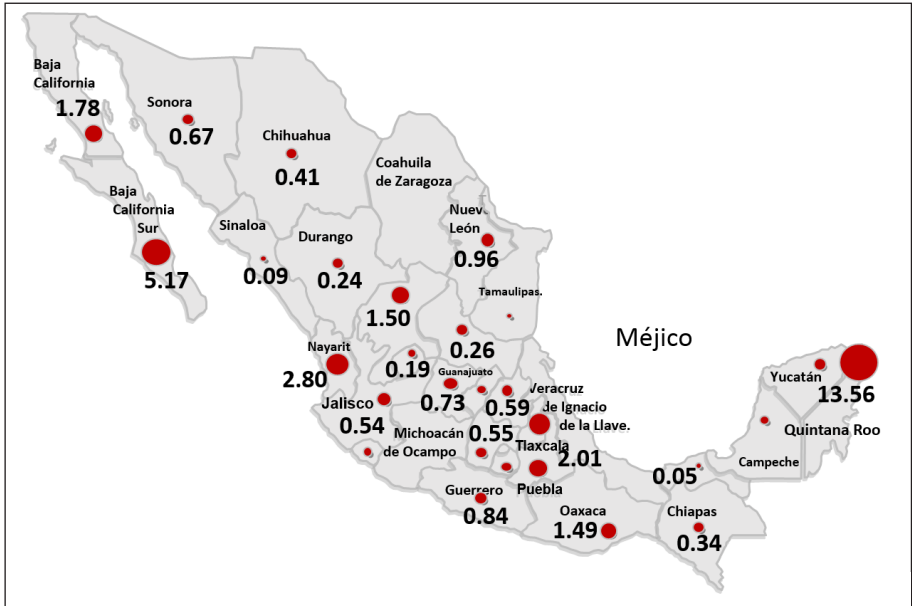 Baja
California
1.78
Sonora
0.67
Chihuahua
0.41
Coahuila
de Zaragoza
Baja
California
Sur
5.17
Sinaloa
0.09
Durango
0.24
Nuevo
León
0.96
Tamaulipas.
1.50
0.26
Méjico
Nayarit
2.80
0.19
Guanajuato
0.73
0.59
Veracruz
de Ignacio
de la Llave.
Jalisco
0.54
Michoacán
de Ocampo
0.55
Tlaxcala
2.01
Puebla
Guerrero
0.84
Oaxaca
1.49
Yucatán
13.56
Quintana Roo
Campeche
0.05
Chiapas
0.34